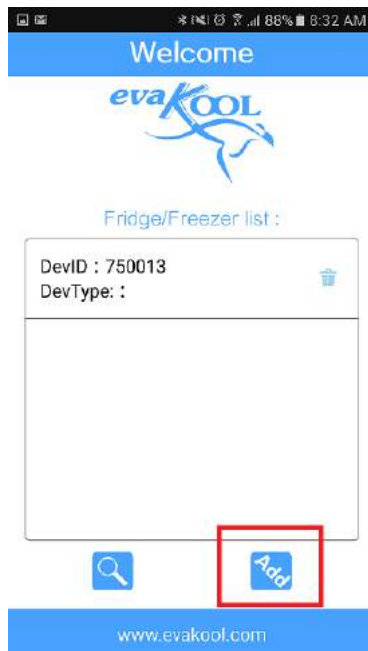 88% 8:32 AM
Welcome
evaKOOL
Fridge/Freezer list :
DevID : 750013
DevType: :
Add
www.evakool.com